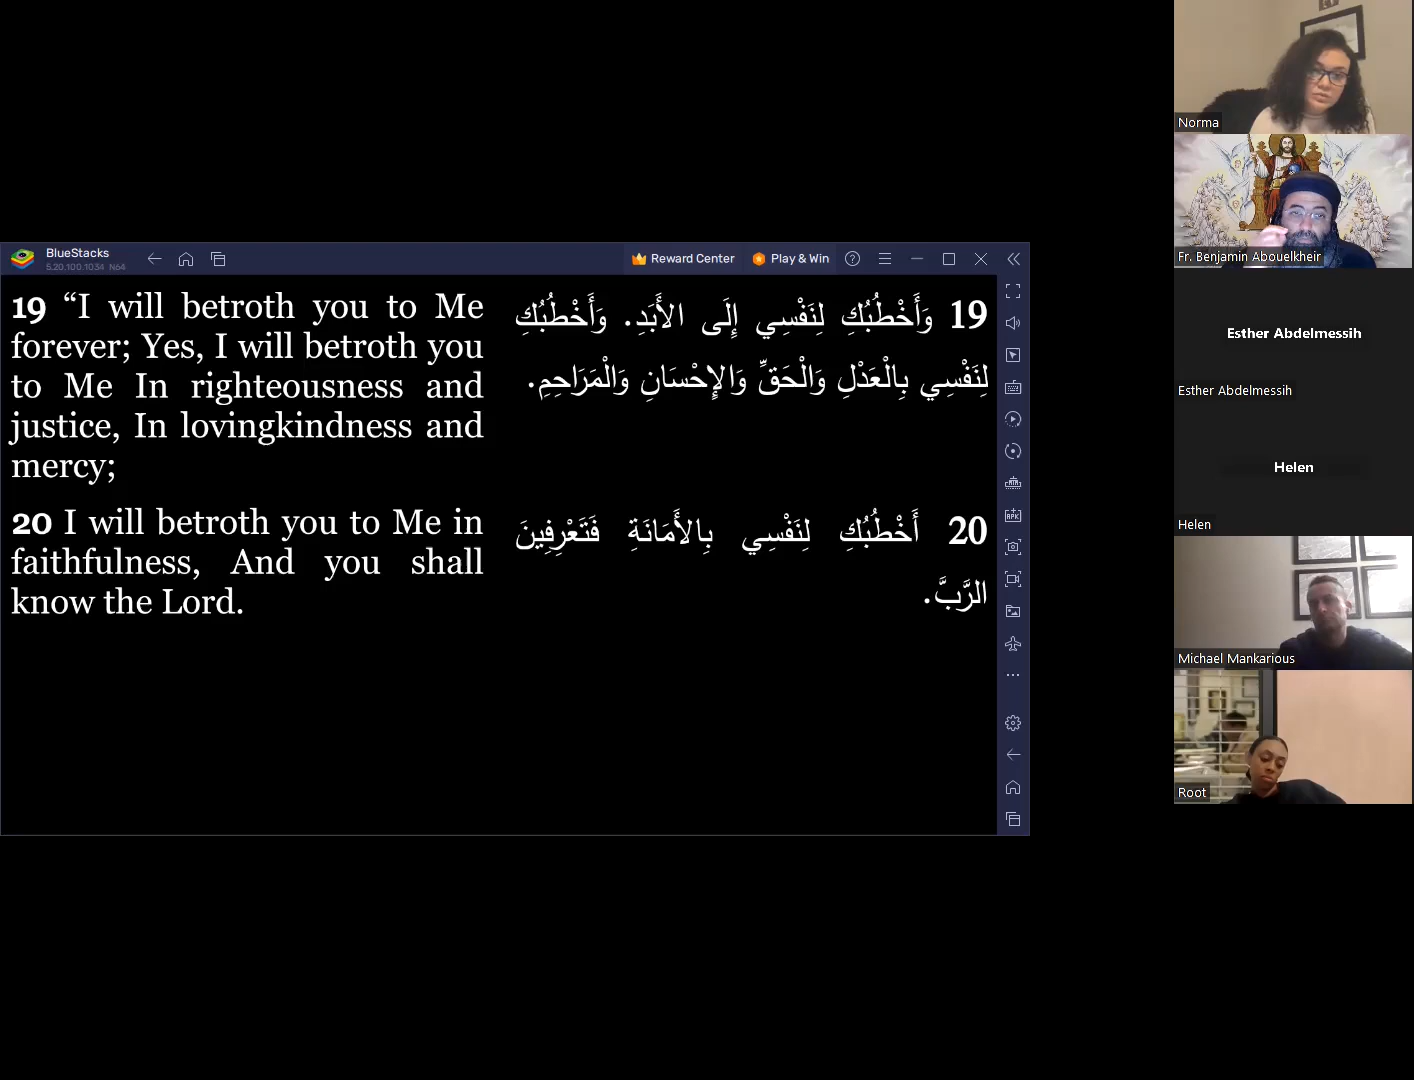 BlueStacks
5.20.100.1034 N64
Reward Center
Play & Win
19 “I will betroth you to Me
forever; Yes, I will betroth you
to Me In righteousness and
justice, In lovingkindness and
mercy;
20 I will betroth you to Me in
faithfulness, And you shall
know the Lord.
19 وَأَخْطُبُكِ لِنَفْسِي إِلَى الأَبَدِ. وَأَخْطُبُكِ
لِنَفْسِي بِالْعَدْلِ وَالْحَقِّ وَالإِحْسَانِ وَالْمَرَاحِمِ.
20 أَخْطُبُكِ لِنَفْسِي بِالأَمَانَةِ فَتَعْرِفِينَ
الرَّبَّ.
Norma
Fr. Benjamin Abouelkheir
Esther Abdelmessih
Esther Abdelmessih
Helen
Helen
Michael Mankarious
Root